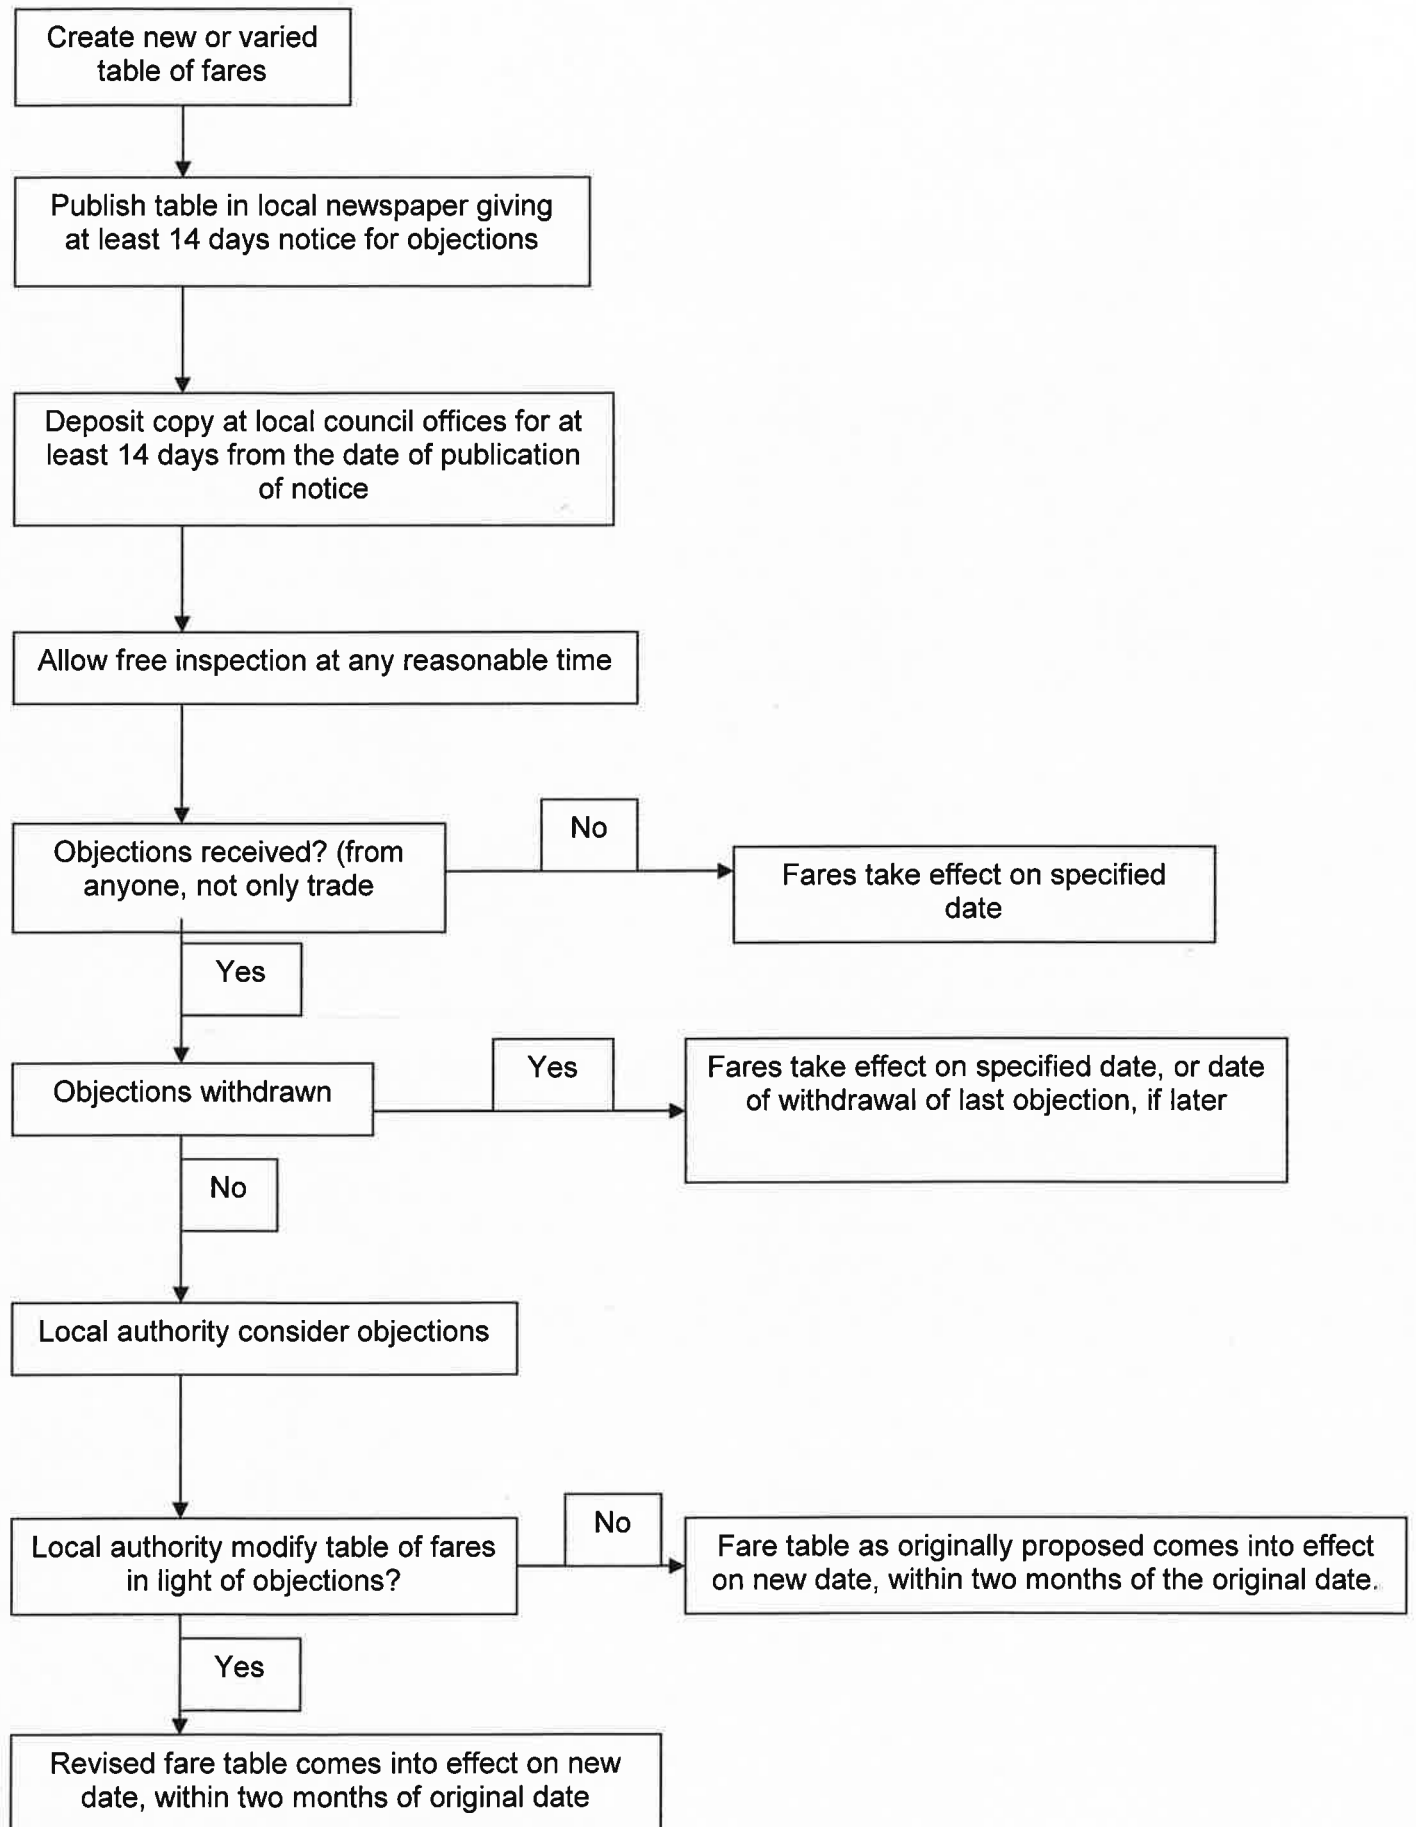 Create new or varied
table of fares
Publish table in local newspaper giving
at least 14 days notice for objections
Deposit copy at local council offices for at
least 14 days from the date of publication
of notice
Allow free inspection at any reasonable time
Objections received? (from
anyone, not only trade
No
Fares take effect on specified
date
Yes
Objections withdrawn
Yes
Fares take effect on specified date, or date
of withdrawal of last objection, if later
No
Local authority consider objections
Local authority modify table of fares
in light of objections?
No
Fare table as originally proposed comes into effect
on new date, within two months of the original date.
Yes
Revised fare table comes into effect on new
date, within two months of original date